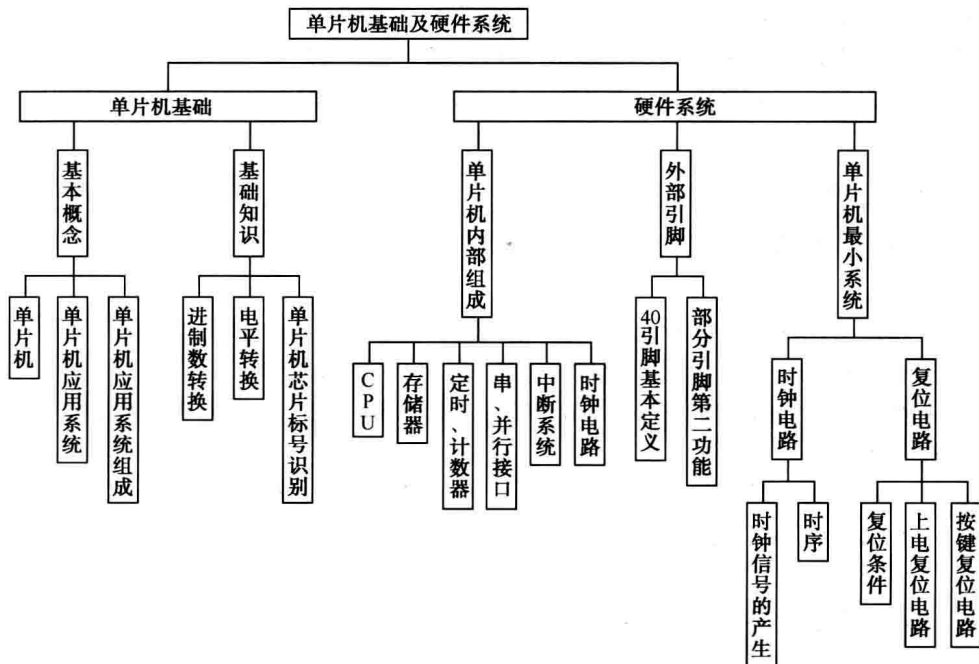 单片机基础及硬件系统
单片机基础
硬件系统
基本概念
基础知识
单片机内部组成
外部引脚
单片机最小系统
单片机
单片机应用系统
单片机应用系统组成
进制数转换
电平转换
单片机芯片标号识别
CPU
存储器
定时、计数器
串、并行接口
中断系统
时钟电路
40引脚基本定义
部分引脚第二功能
时钟电路
复位电路
时钟信号的产生
时序
复位条件
上电复位电路
按键复位电路